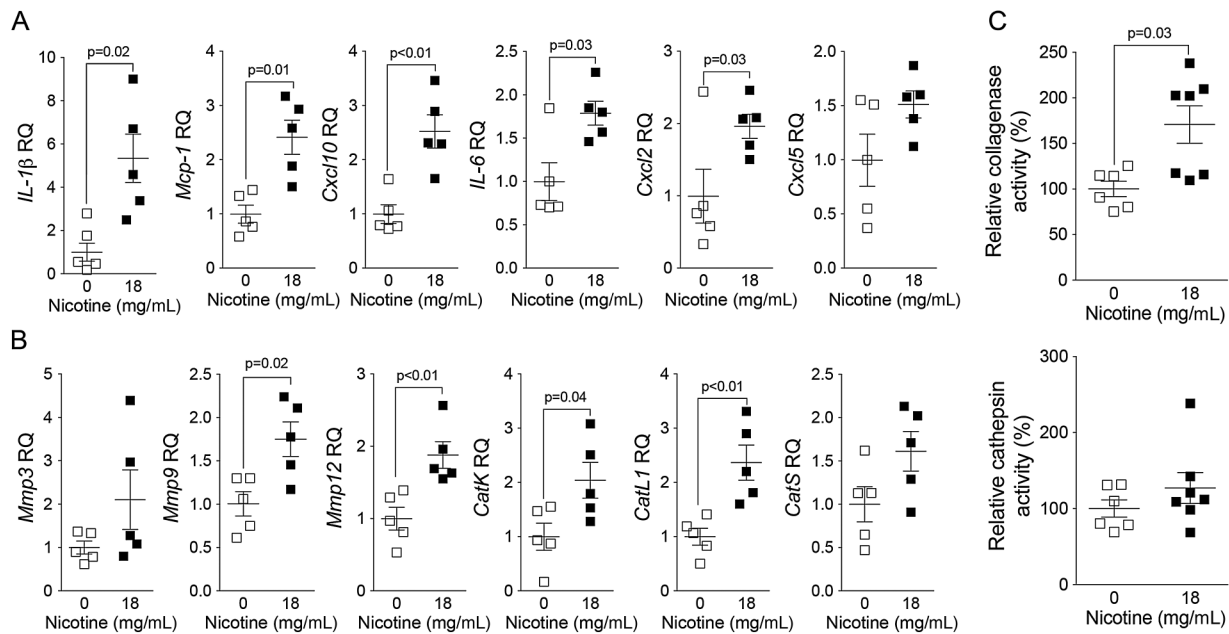 A
IL-1β RQ
10
8
6
4
2
0
p=0.02
0
18
Nicotine (mg/mL)
Mcp-1 RQ
4
3
2
1
0
p=0.01
0
18
Nicotine (mg/mL)
Cxcl10 RQ
4
3
2
1
0
p<0.01
0
18
Nicotine (mg/mL)
IL-6 RQ
2.5
2.0
1.5
1.0
0.5
0.0
p=0.03
0
18
Nicotine (mg/mL)
Cxcl2 RQ
3
2
1
0
p=0.03
0
18
Nicotine (mg/mL)
Cxcl5 RQ
2.0
1.5
1.0
0.5
0.0
0
18
Nicotine (mg/mL)
B
Mmp3 RQ
5
4
3
2
1
0
0
18
Nicotine (mg/mL)
Mmp9 RQ
2.5
2.0
1.5
1.0
0.5
0.0
p=0.02
0
18
Nicotine (mg/mL)
Mmp12 RQ
3
2
1
0
p<0.01
0
18
Nicotine (mg/mL)
CatK RQ
4
3
2
1
0
p=0.04
0
18
Nicotine (mg/mL)
CatL1 RQ
4
3
2
1
0
p<0.01
0
18
Nicotine (mg/mL)
CatS RQ
2.5
2.0
1.5
1.0
0.5
0.0
0
18
Nicotine (mg/mL)
C
Relative collagenase
activity (%)
250
200
150
100
50
0
p=0.03
0
18
Nicotine (mg/mL)
Relative cathepsin
activity (%)
300
200
100
0
0
18
Nicotine (mg/mL)